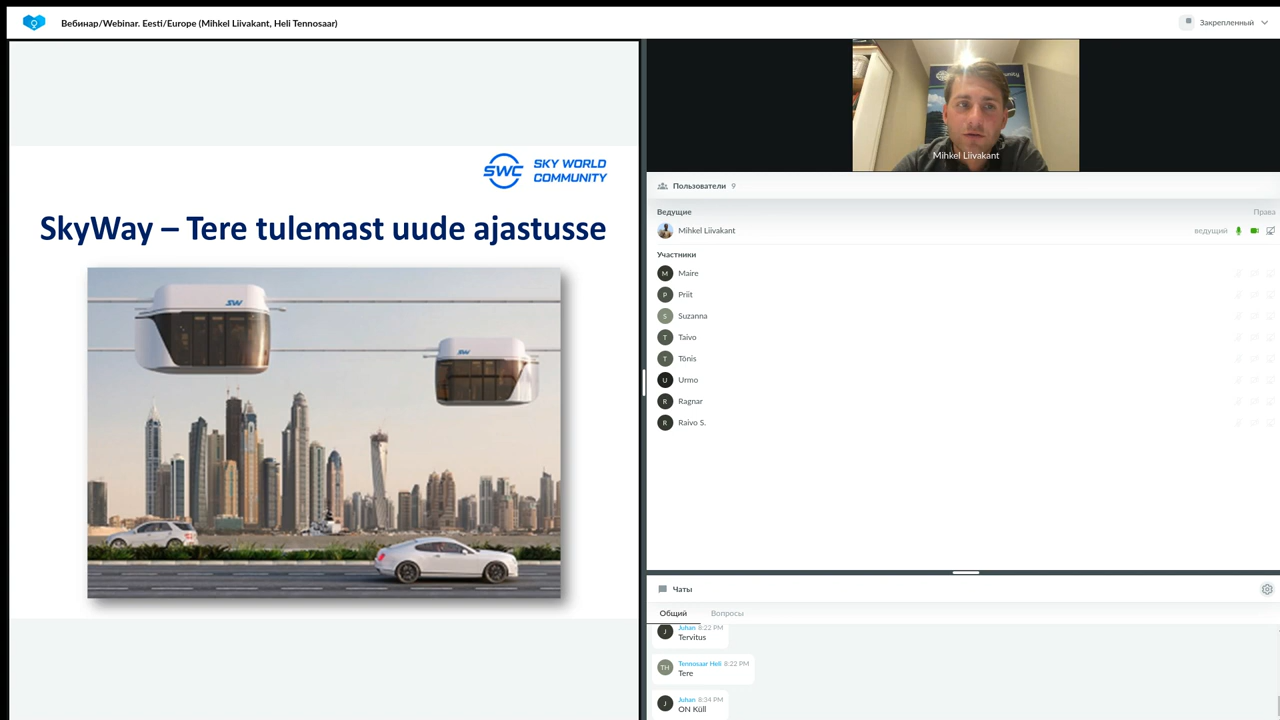 Вебинар/Webinar. Eesti/Europe (Mihkel Liivakant, Heli Tennosaar)
Закрепленный
SWC SKY WORLD
COMMUNITY
SkyWay – Tere tulemast uude ajastusse
SW
SW
Mihkel Liivakant
Пользователи 9
Ведущие Права
Mihkel Liivakant ведущий
Участники
M Maire
P Priit
S Suzanna
T Taivo
T Tõnis
U Urmo
R Ragnar
R Raivo S.
Чаты
Общий Вопросы
J Juhan 8:22 PM
Tervitus
TH Tennosaar Heli 8:22 PM
Tere
J Juhan 8:34 PM
ON Küll